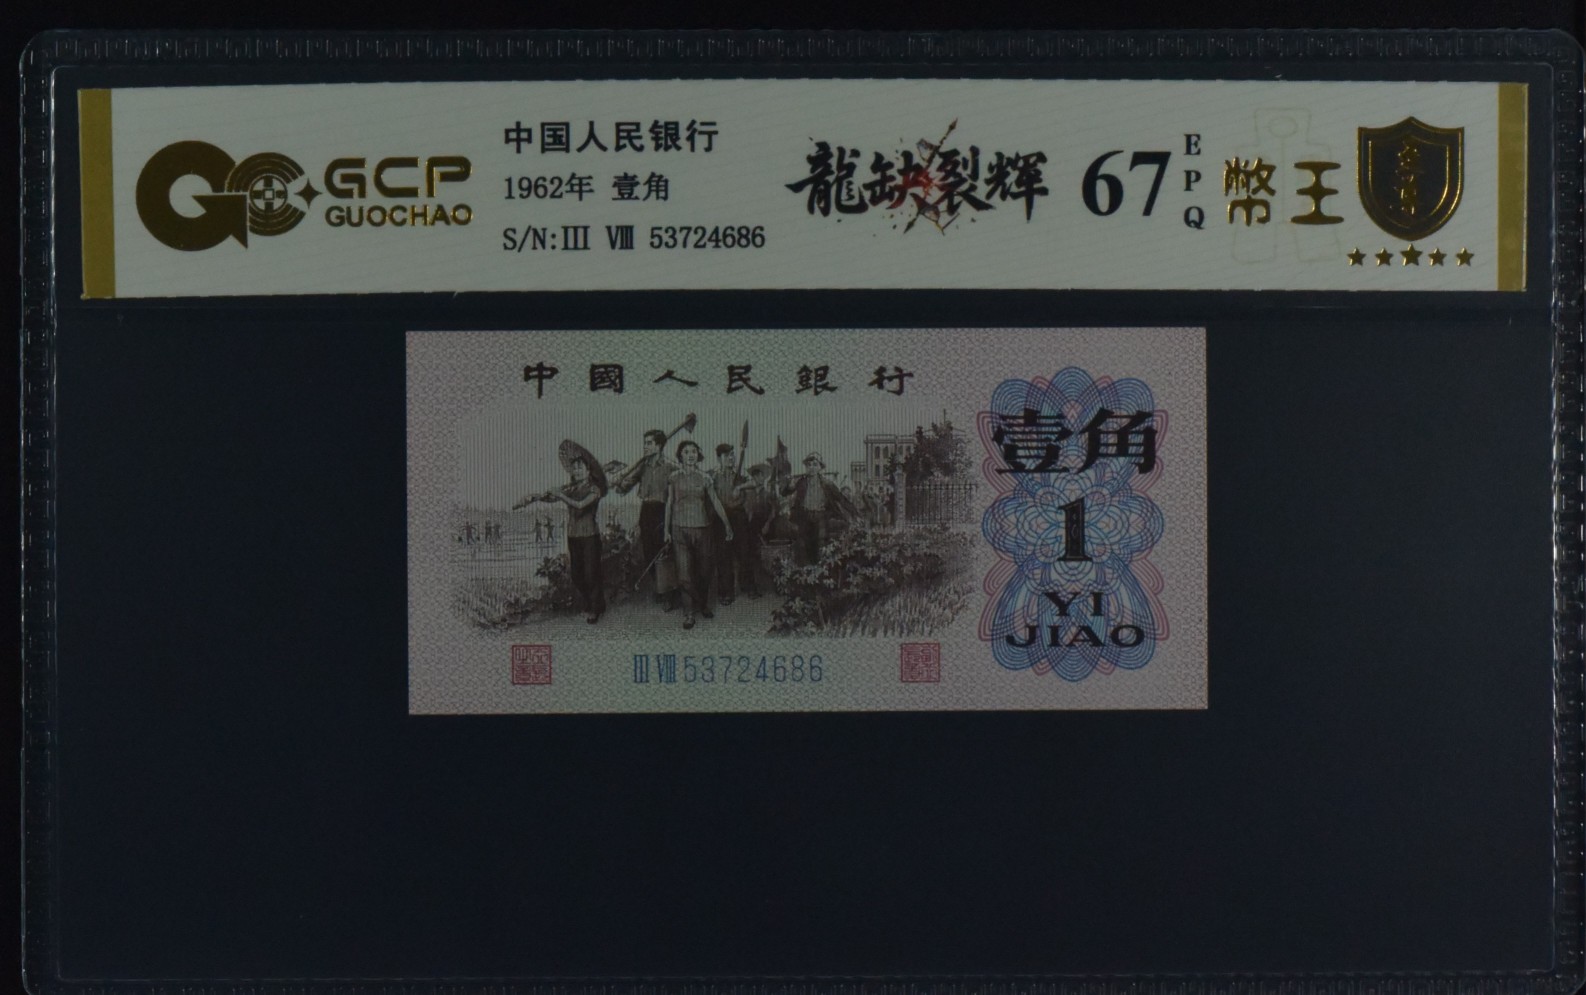 GCP
GUOCHAO
中国人民银行
1962年 壹角
S/N:III VIII 53724686
龍缺裂辉
67
EPQ
幣王
中國人民銀行
壹角
1
YI
JIAO
III VIII 53724686